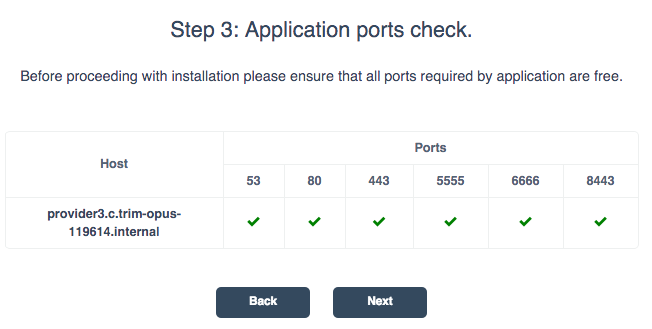 Step 3: Application ports check.
Before proceeding with installation please ensure that all ports required by application are free.
Host
Ports
53 80 443 5555 6666 8443
provider3.c.trim-opus-
119614.internal
Back Next